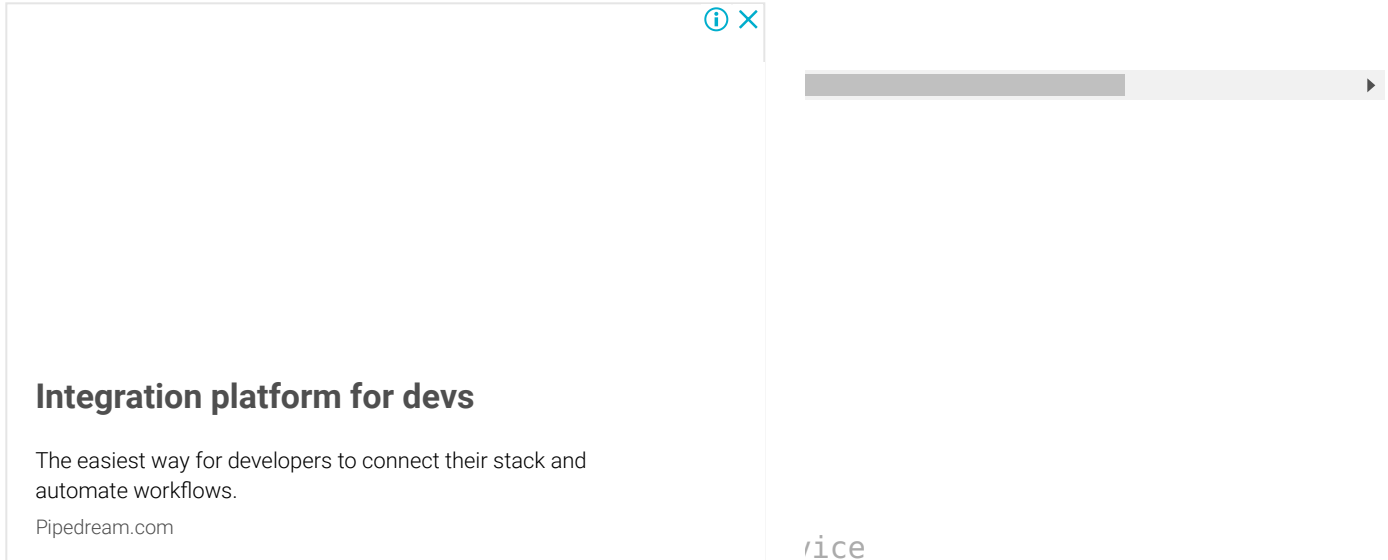 Integration platform for devs
The easiest way for developers to connect their stack and
automate workflows.
Pipedream.com